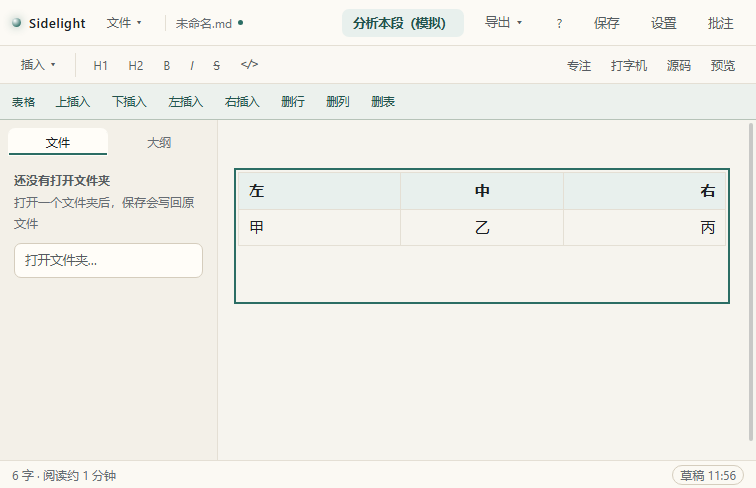 Sidelight 文件 ▾ 未命名.md ● 分析本段（模拟） 导出 ▾ ? 保存 设置 批注
插入 ▾ H1 H2 B I S </> 专注 打字机 源码 预览
表格 上插入 下插入 左插入 右插入 删行 删列 删表
文件 大纲
还没有打开文件夹
打开一个文件夹后，保存会写回原
文件
打开文件夹...
左 中 右
甲 乙 丙
6 字 · 阅读约 1 分钟 草稿 11:56